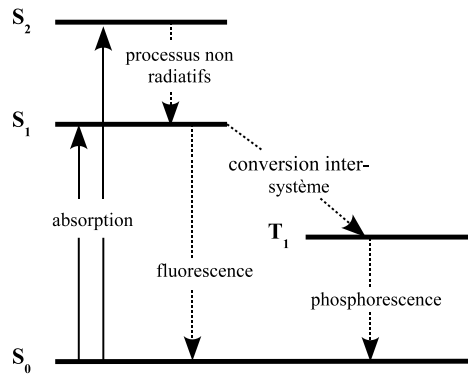 S2
processus non
radiatifs
S1
conversion inter-
système
absorption
T1
fluorescence
phosphorescence
S0